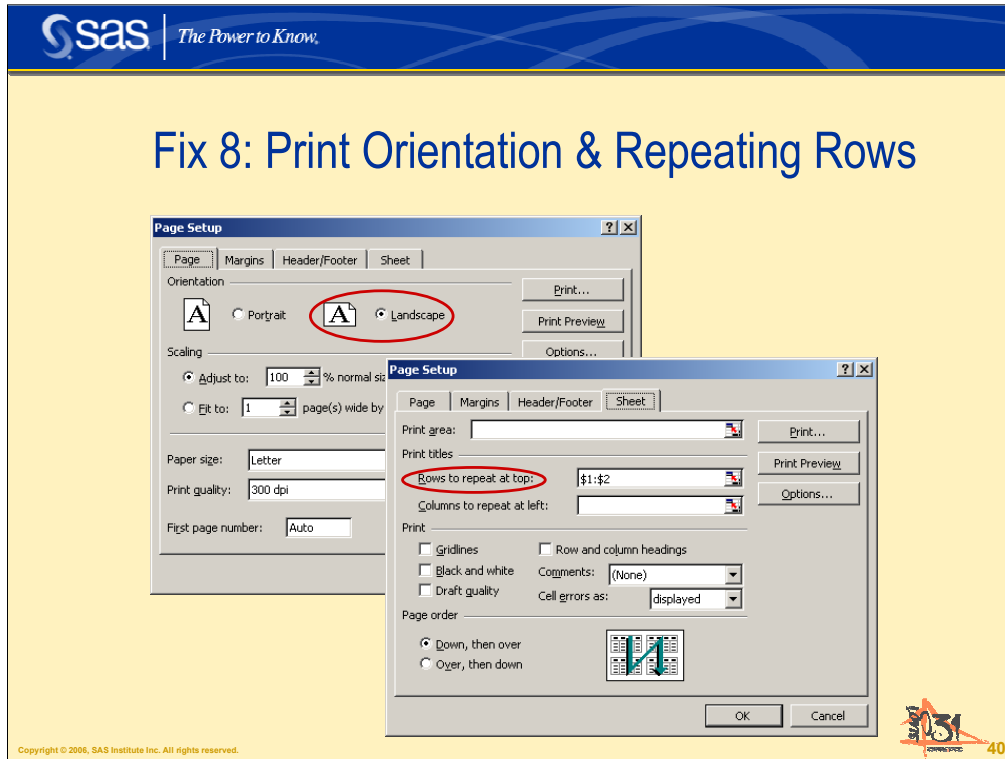 sas | The Power to Know.
Fix 8: Print Orientation & Repeating Rows
Page Setup
Page Margins Header/Footer Sheet
Orientation
A Portrait A Landscape
Print...
Print Preview
Options...
Scaling
Adjust to: 100 % normal siz
Fit to: 1 page(s) wide by
Paper size: Letter
Print quality: 300 dpi
First page number: Auto
Page Setup
Page Margins Header/Footer Sheet
Print area:
Print...
Print titles
Print Preview
Rows to repeat at top: $1:$2
Options...
Columns to repeat at left:
Print
Gridlines
Row and column headings
Black and white
Comments: (None)
Draft quality
Cell errors as: displayed
Page order
Down, then over
Over, then down
OK Cancel
31
Copyright © 2006, SAS Institute Inc. All rights reserved.
40